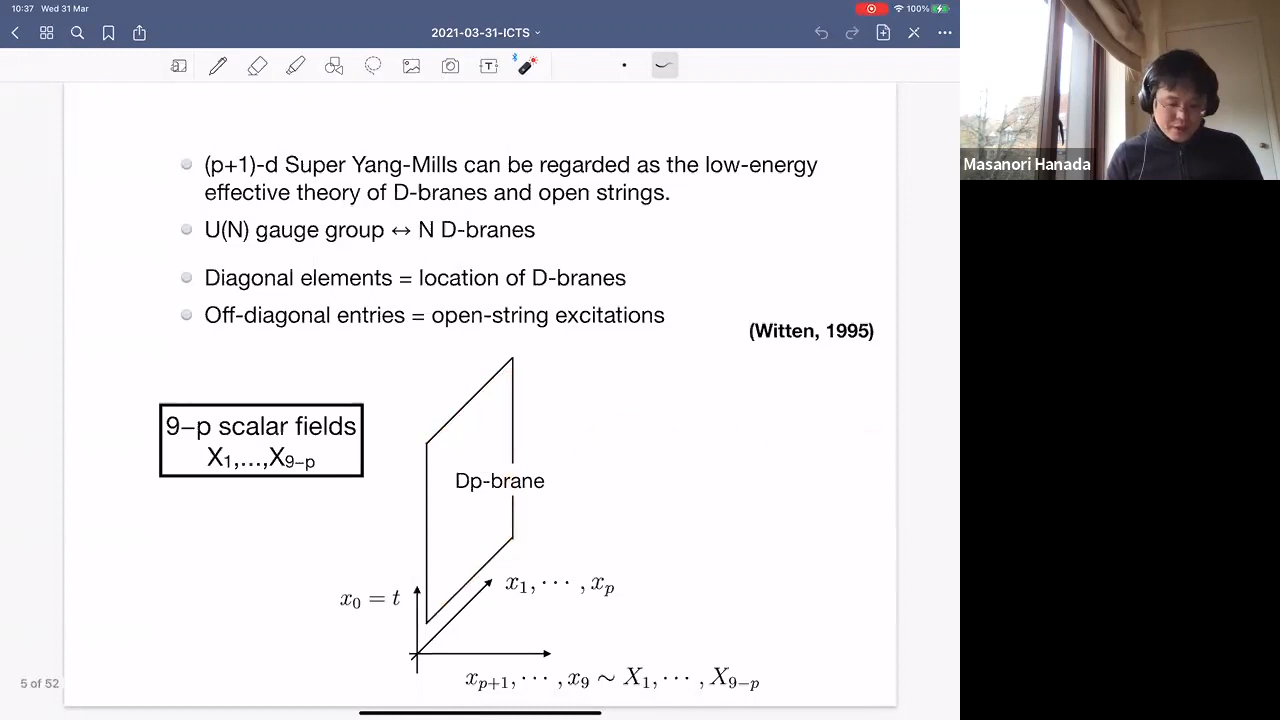 10:37 Wed 31 Mar
100%
2021-03-31-ICTS
T
Masanori Hanada
(p+1)-d Super Yang-Mills can be regarded as the low-energy
effective theory of D-branes and open strings.
U(N) gauge group ↔ N D-branes
Diagonal elements = location of D-branes
Off-diagonal entries = open-string excitations
(Witten, 1995)
9–p scalar fields
X₁,...,X₉₋ₚ
Dp-brane
x₀ = t
x₁, ⋯ , xₚ
xₚ₊₁, ⋯ , x₉ ∼ X₁, ⋯ , X₉₋ₚ
5 of 52